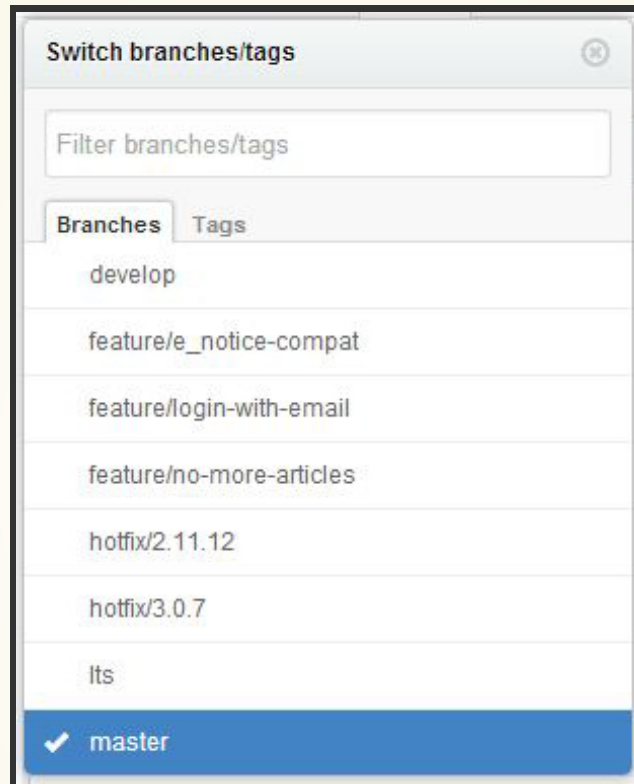 Switch branches/tags
Filter branches/tags
Branches Tags
develop
feature/e_notice-compat
feature/login-with-email
feature/no-more-articles
hotfix/2.11.12
hotfix/3.0.7
lts
master